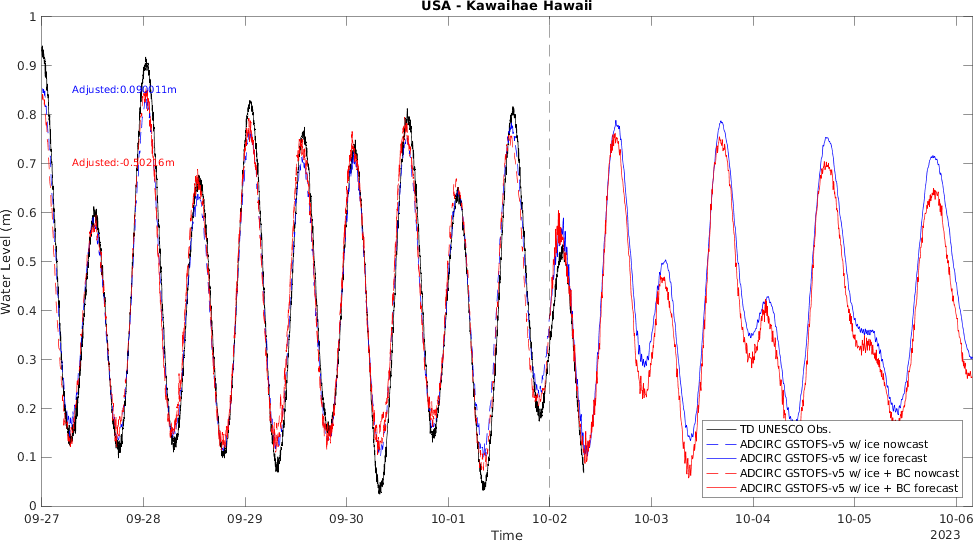 USA - Kawaihae Hawaii
1
0.9
0.8
0.7
0.6
0.5
0.4
0.3
0.2
0.1
0
Water Level (m)
Adjusted:0.090011m
TD UNESCO Obs.
ADCIRC GSTOFS-v5 w/ ice nowcast
ADCIRC GSTOFS-v5 w/ ice forecast
ADCIRC GSTOFS-v5 w/ ice + BC nowcast
ADCIRC GSTOFS-v5 w/ ice + BC forecast
09-27
09-28
09-29
09-30
10-01
10-02
10-03
10-04
10-05
10-06
Time
2023